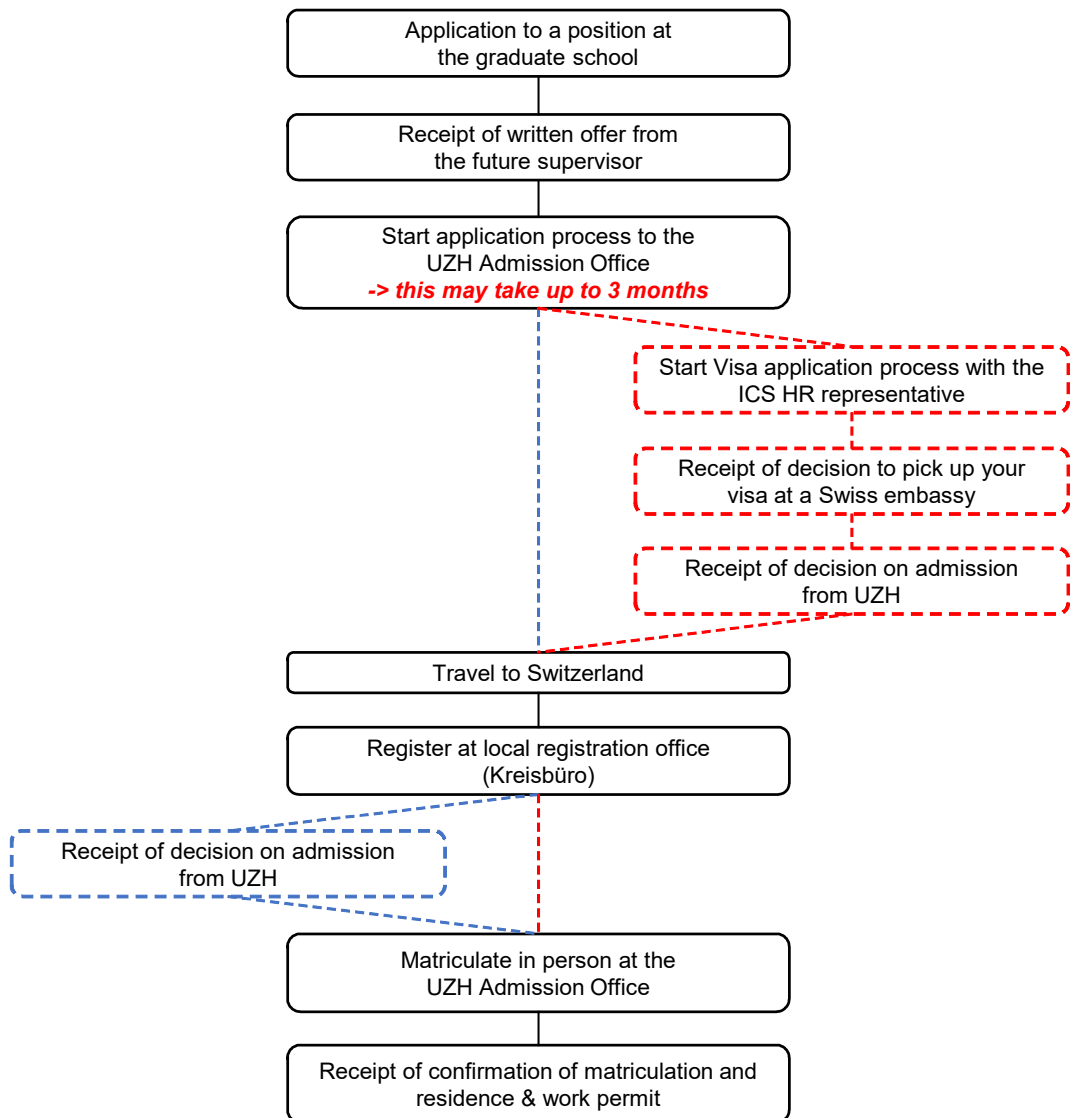 Application to a position at
the graduate school
Receipt of written offer from
the future supervisor
Start application process to the
UZH Admission Office
-> this may take up to 3 months
Start Visa application process with the
ICS HR representative
Receipt of decision to pick up your
visa at a Swiss embassy
Receipt of decision on admission
from UZH
Travel to Switzerland
Register at local registration office
(Kreisbüro)
Receipt of decision on admission
from UZH
Matriculate in person at the
UZH Admission Office
Receipt of confirmation of matriculation and
residence & work permit